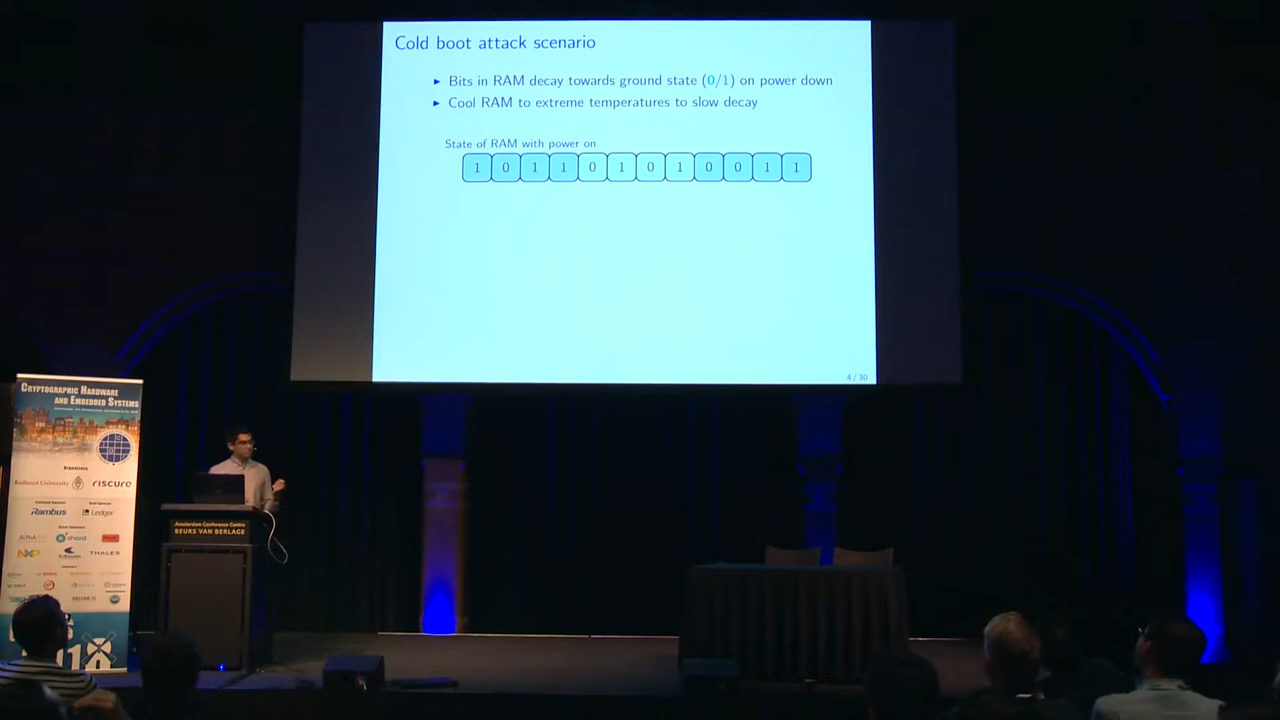 Cold boot attack scenario
▶ Bits in RAM decay towards ground state (0/1) on power down
▶ Cool RAM to extreme temperatures to slow decay
State of RAM with power on
1 0 1 1 0 1 0 1 0 0 1 1
4 / 30
Cryptographic Hardware
and Embedded Systems
Organizers
Radboud University riscure
Rambus Ledger
NXP THALES
Amsterdam Conference Centre
BEURS VAN BERLAGE